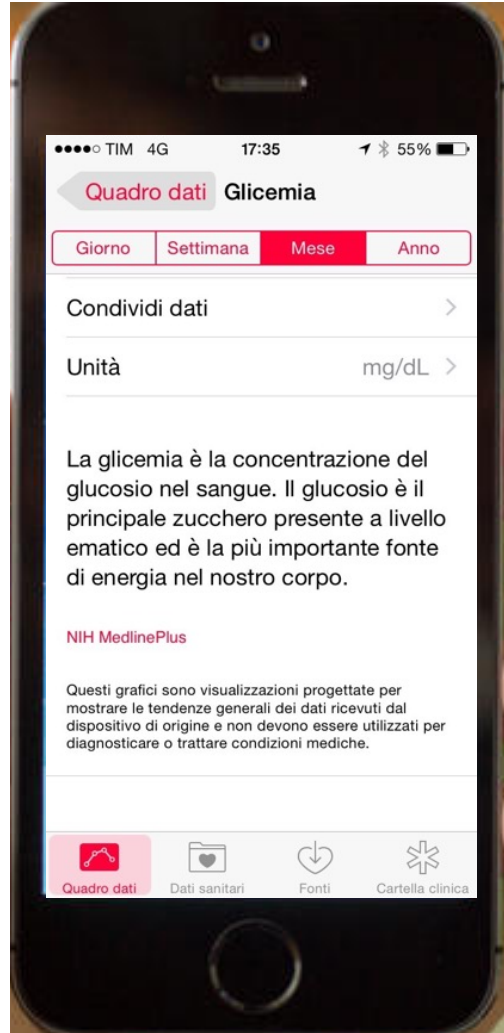 TIM 4G 17:35 55%
Quadro dati Glicemia
Giorno Settimana Mese Anno
Condividi dati
Unità mg/dL
La glicemia è la concentrazione del
glucosio nel sangue. Il glucosio è il
principale zucchero presente a livello
ematico ed è la più importante fonte
di energia nel nostro corpo.
NIH MedlinePlus
Questi grafici sono visualizzazioni progettate per
mostrare le tendenze generali dei dati ricevuti dal
dispositivo di origine e non devono essere utilizzati per
diagnosticare o trattare condizioni mediche.
Quadro dati Dati sanitari Fonti Cartella clinica